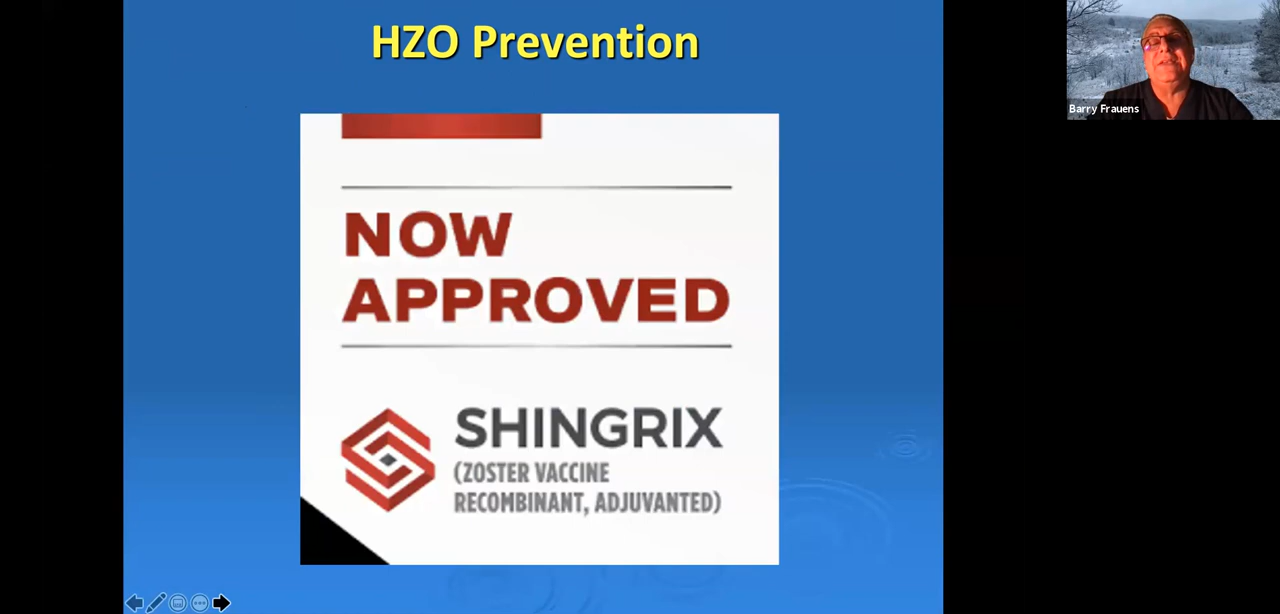 HZO Prevention
NOW
APPROVED
SHINGRIX
(ZOSTER VACCINE
RECOMBINANT, ADJUVANTED)
Barry Frauens